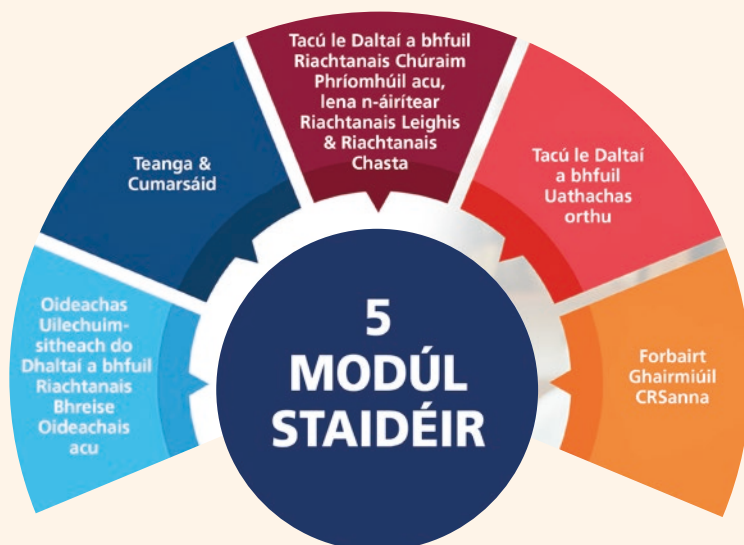 Oideachas
Uilechuim-
sitheach do
Dhaltaí a bhfuil
Riachtanais
Bhreise
Oideachais
acu
Teanga &
Cumarsáid
Tacú le Daltaí a bhfuil
Riachtanais Chúraim
Phríomhúil acu,
lena n-áirítear
Riachtanais Leighis
& Riachtanais
Chasta
Tacú le Daltaí
a bhfuil
Uathachas
orthu
Forbairt
Ghairmiúil
CRSanna
5
MODÚL
STAIDÉIR